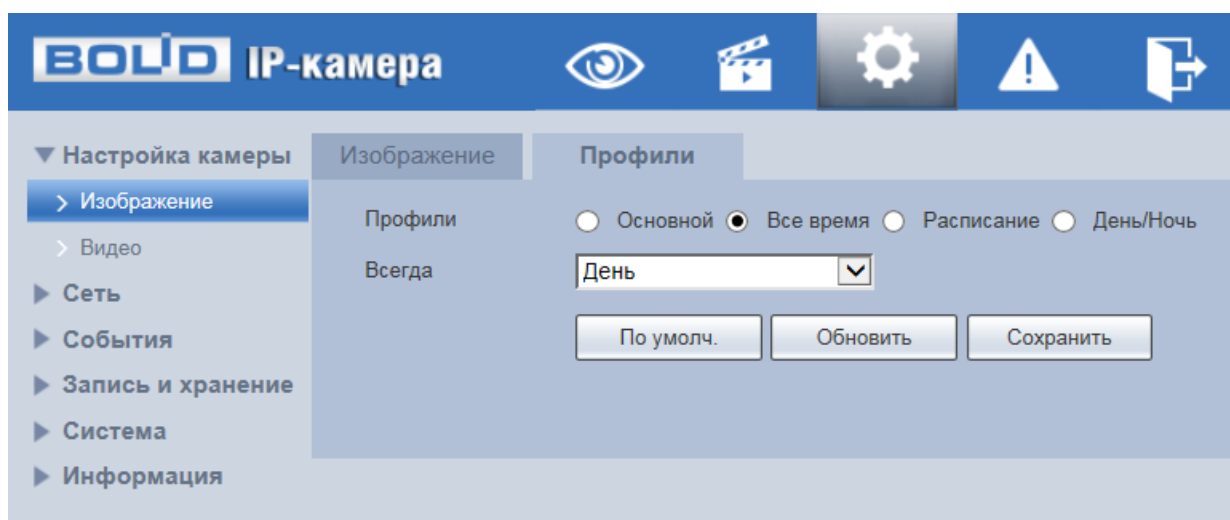 BOLID IP-камера
Настройка камеры
Изображение
Видео
Сеть
События
Запись и хранение
Система
Информация
Изображение Профили
Профили Основной Все время Расписание День/Ночь
Всегда День
По умолч. Обновить Сохранить